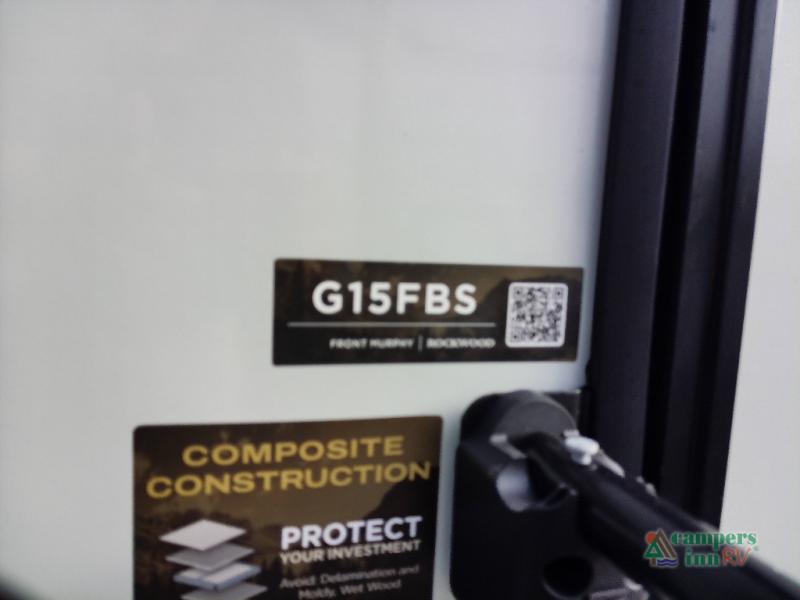 G15FBS
FRONT MURPHY | ROCKWOOD
COMPOSITE
CONSTRUCTION
PROTECT
YOUR INVESTMENT
Avoid Delamination and
Moldy, Wet Wood
campers
inn RV®